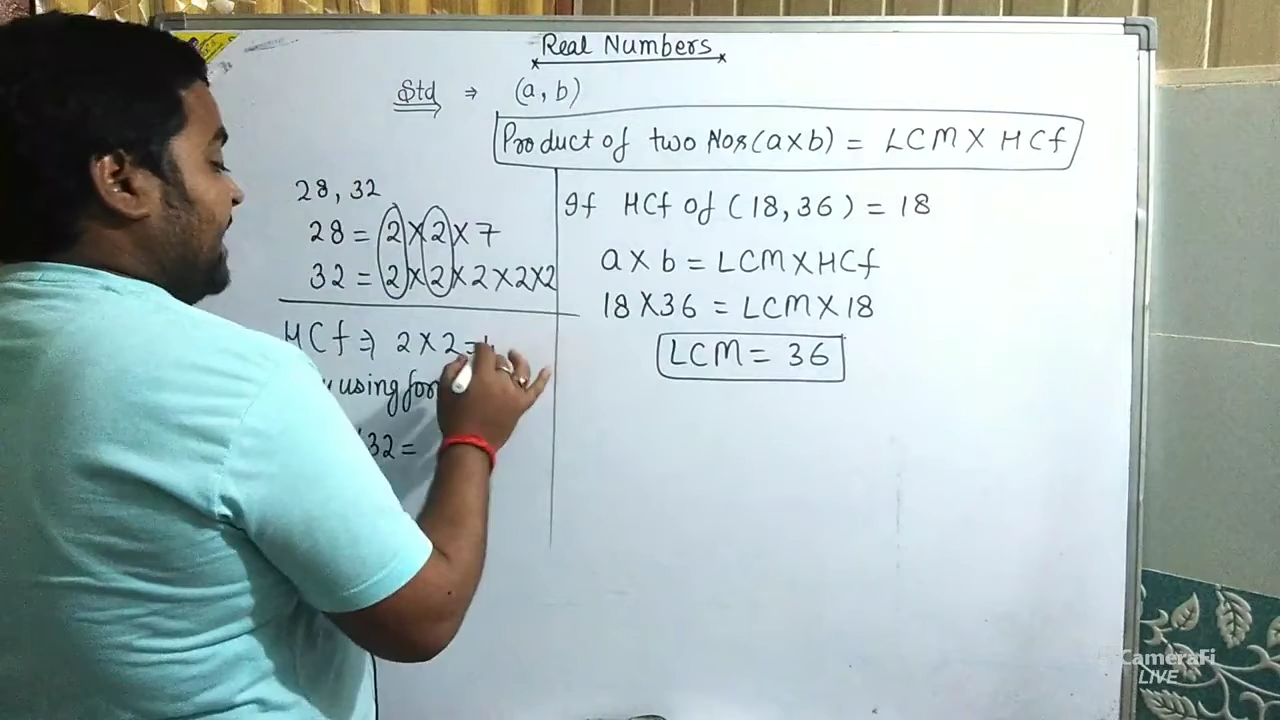 Real Numbers
Std ⇒ (a, b)
Product of two Nos(a×b) = LCM × HCf
28, 32
28 = 2×2×7
32 = 2×2×2×2×2
HCf ⇒ 2×2=
using for
32 =
If HCf of (18, 36) = 18
a × b = LCM × HCf
18 × 36 = LCM × 18
LCM = 36
CameraFi
LIVE